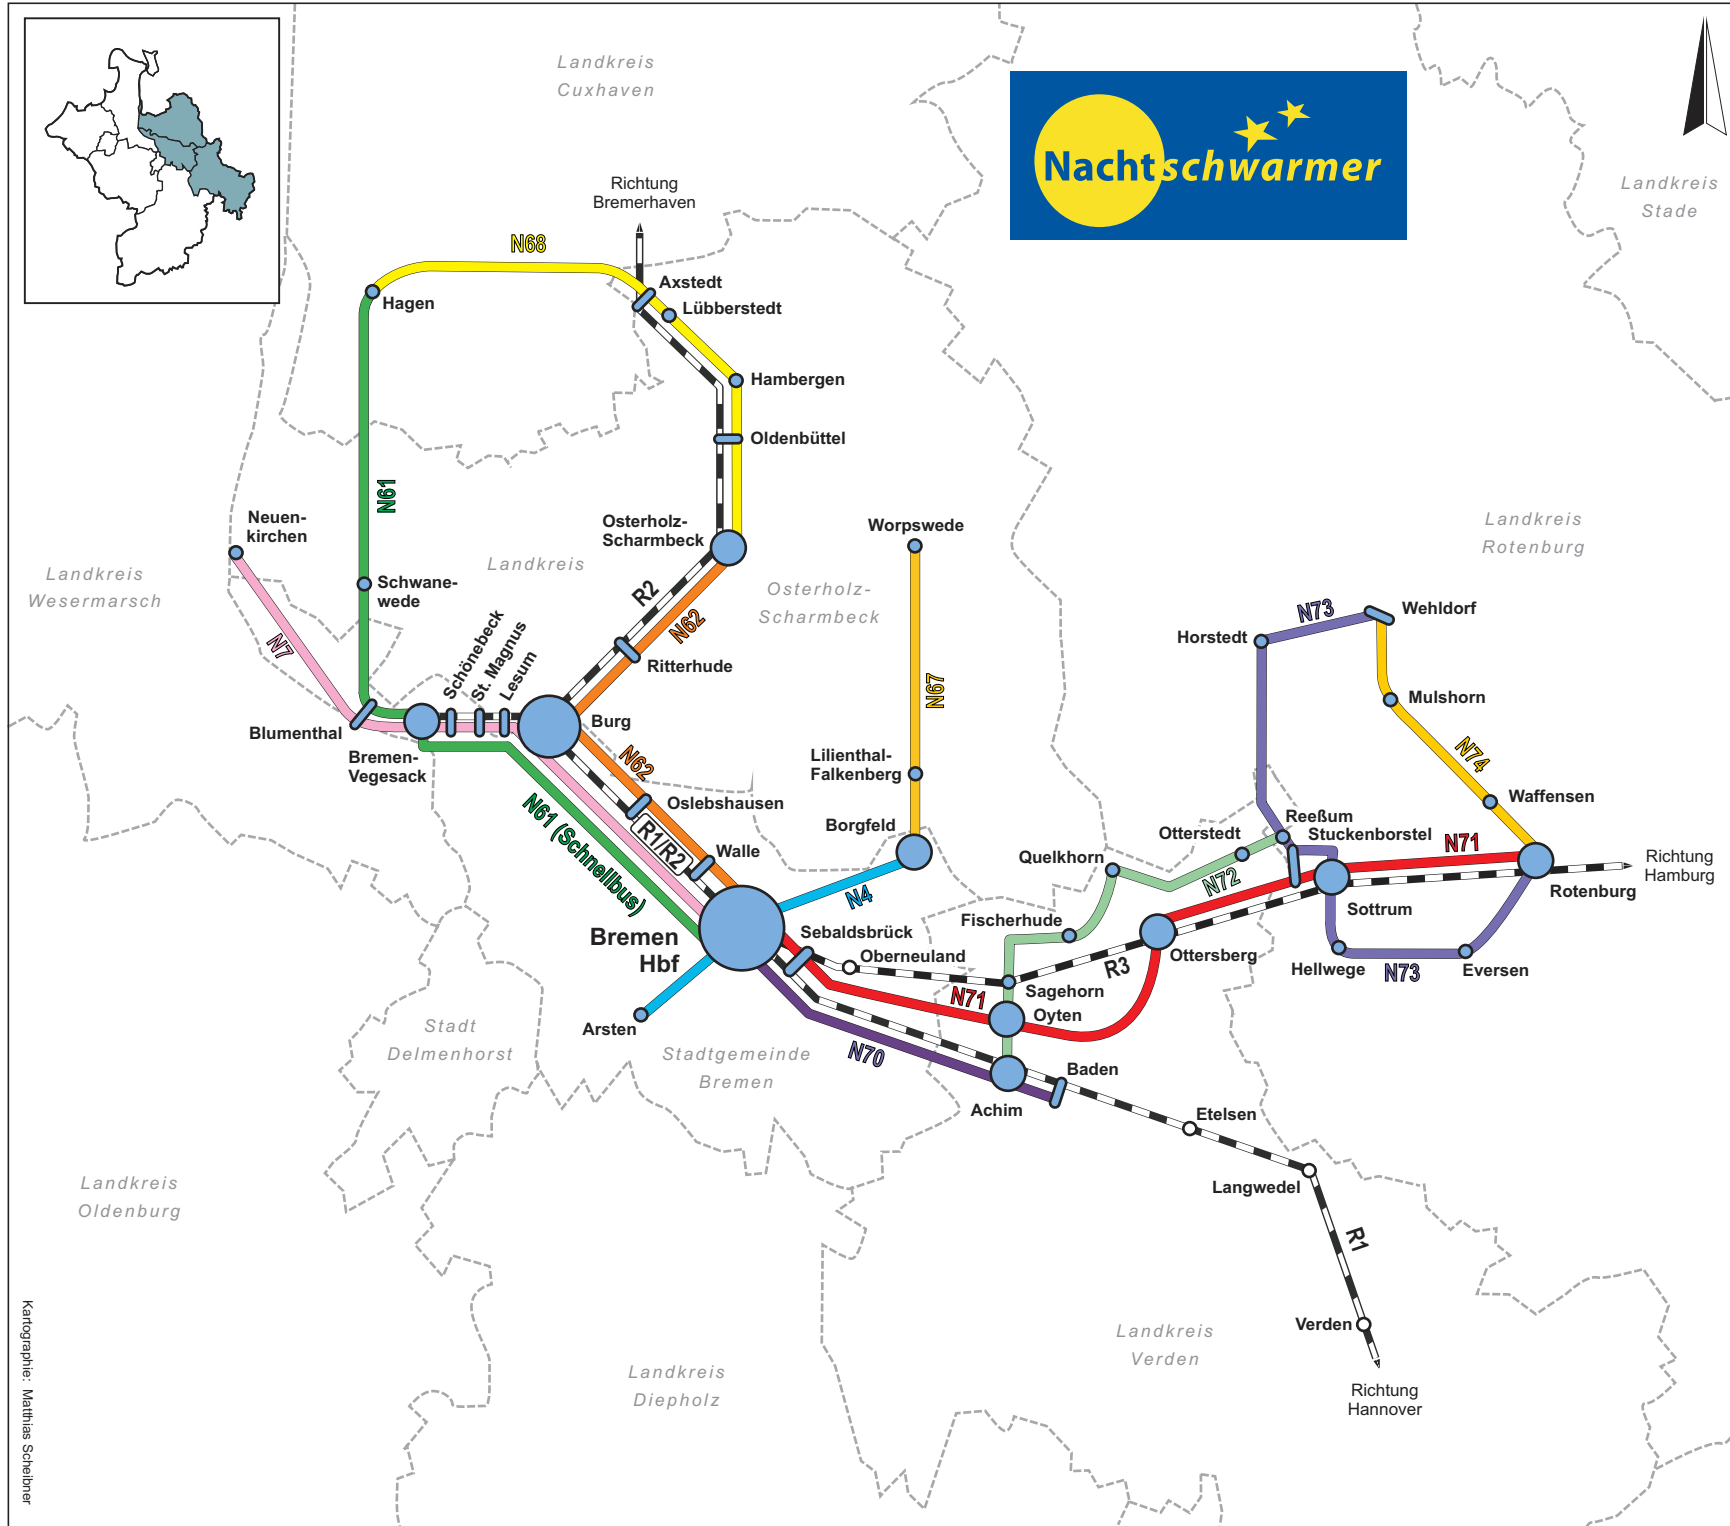 Landkreis
Cuxhaven
Nachtschwärmer
Landkreis
Stade
Richtung
Bremerhaven
N68
Axstedt
Hagen
Lübberstedt
Hambergen
Oldenbüttel
N61
Neuen-
kirchen
Osterholz-
Scharmbeck
Worpswede
Landkreis
Rotenburg
Landkreis
Wesermarsch
Landkreis
Osterholz-
Scharmbeck
Schwane-
wede
R2
N62
N7
Schönebeck
St. Magnus
Lesum
Ritterhude
N67
N73
Wehldorf
Horstedt
Mulshorn
Blumenthal
Burg
Bremen-
Vegesack
N62
Lilienthal-
Falkenberg
N74
Oslebshausen
Waffensen
N61 (Schnellbus)
R1/R2
Walle
Borgfeld
Reeßum
Stuckenborstel
Otterstedt
N71
Quelkhorn
N72
Richtung
Hamburg
Rotenburg
N4
Sottrum
Fischerhude
Bremen
Hbf
Sebaldsbrück
Oberneuland
Ottersberg
R3
Hellwege
N73
Eversen
Sagehorn
N71
Oyten
Arsten
Stadt
Delmenhorst
Stadtgemeinde
Bremen
N70
Baden
Achim
Etelsen
Landkreis
Oldenburg
Langwedel
R1
Verden
Landkreis
Verden
Landkreis
Diepholz
Richtung
Hannover
Kartographie: Matthias Scheibner